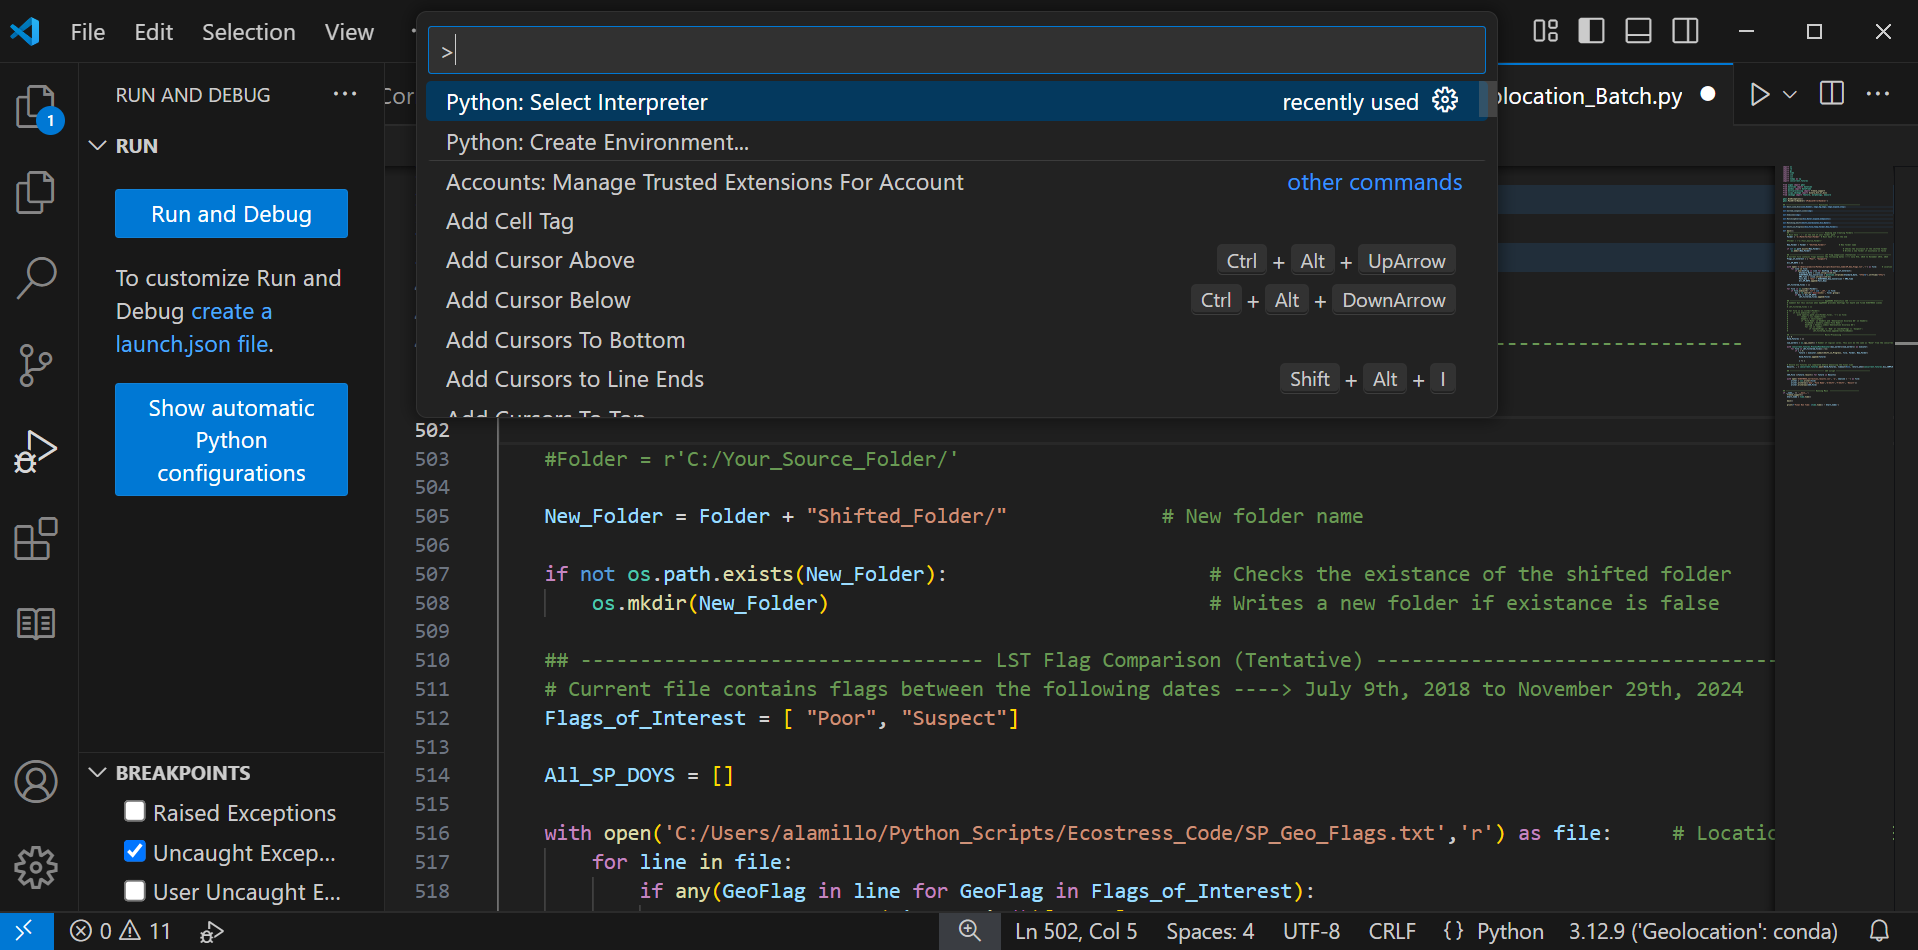 File Edit Selection View
>
Python: Select Interpreter recently used
Python: Create Environment...
Accounts: Manage Trusted Extensions For Account other commands
Add Cell Tag
Add Cursor Above Ctrl + Alt + UpArrow
Add Cursor Below Ctrl + Alt + DownArrow
Add Cursors To Bottom
Add Cursors to Line Ends Shift + Alt + I
Add Cursors To Top
1
RUN AND DEBUG ...
RUN
Run and Debug
To customize Run and
Debug create a
launch.json file.
Show automatic
Python
configurations
BREAKPOINTS
Raised Exceptions
Uncaught Excep...
User Uncaught E...
Cor
olocation_Batch.py
502
503 #Folder = r'C:/Your_Source_Folder/'
504
505 New_Folder = Folder + "Shifted_Folder/" # New folder name
506
507 if not os.path.exists(New_Folder): # Checks the existance of the shifted folder
508 os.mkdir(New_Folder) # Writes a new folder if existance is false
509
510 ## ---------------------------------- LST Flag Comparison (Tentative) ----------------------------------
511 # Current file contains flags between the following dates ----> July 9th, 2018 to November 29th, 2024
512 Flags_of_Interest = [ "Poor", "Suspect"]
513
514 All_SP_DOYS = []
515
516 with open('C:/Users/alamillo/Python_Scripts/Ecostress_Code/SP_Geo_Flags.txt','r') as file: # Locatio
517 for line in file:
518 if any(GeoFlag in line for GeoFlag in Flags_of_Interest):
0 11 Ln 502, Col 5 Spaces: 4 UTF-8 CRLF {} Python 3.12.9 ('Geolocation': conda)